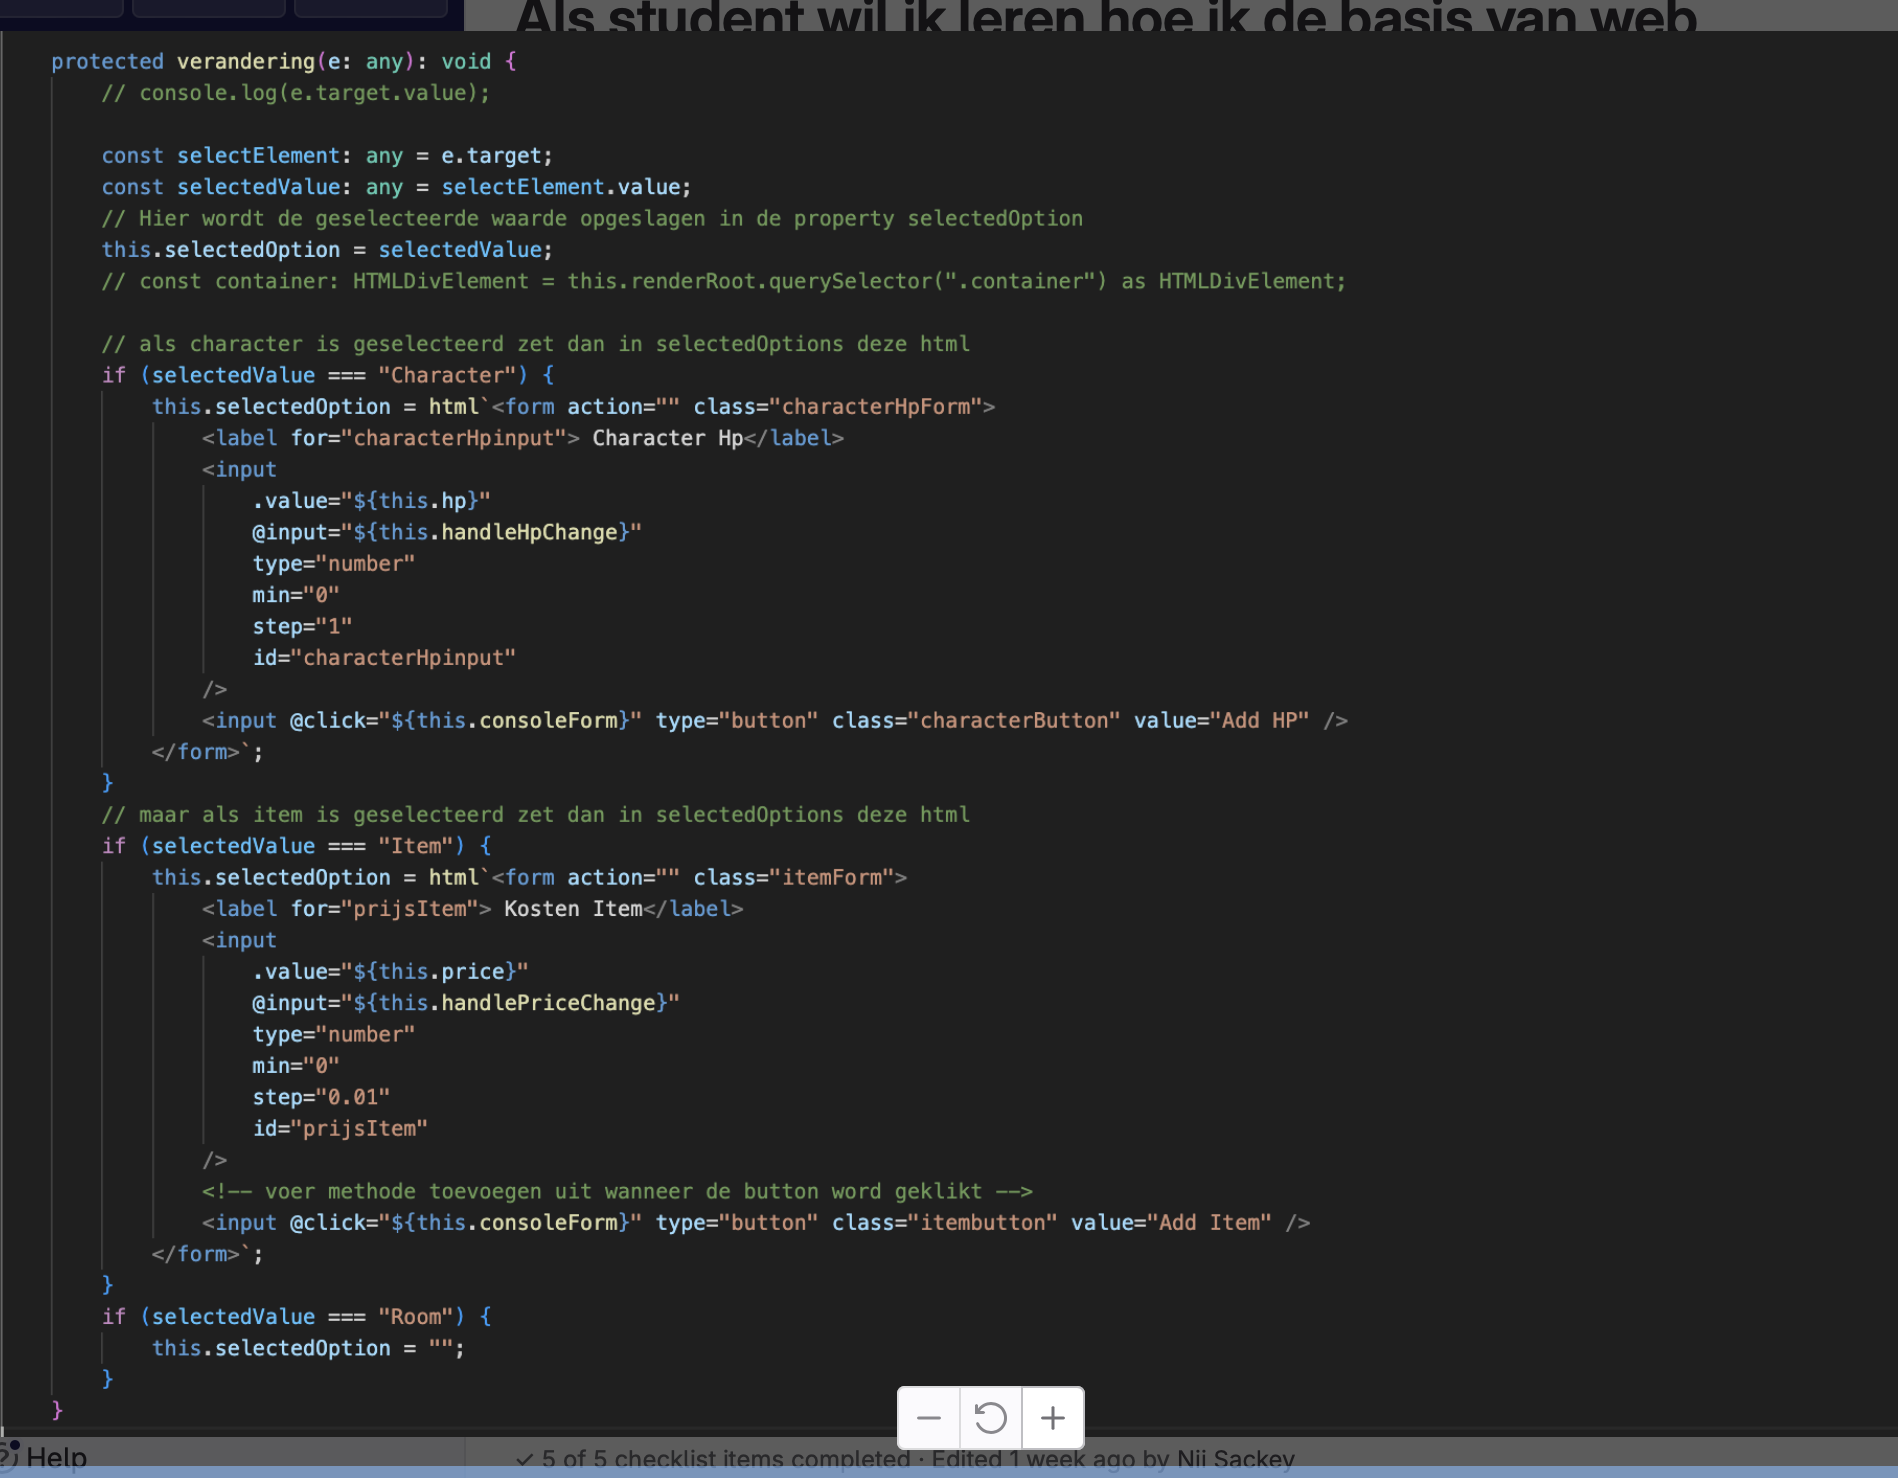 Als student wil ik leren hoe ik de basis van web
protected verandering(e: any): void {
    // console.log(e.target.value);

    const selectElement: any = e.target;
    const selectedValue: any = selectElement.value;
    // Hier wordt de geselecteerde waarde opgeslagen in de property selectedOption
    this.selectedOption = selectedValue;
    // const container: HTMLDivElement = this.renderRoot.querySelector(".container") as HTMLDivElement;

    // als character is geselecteerd zet dan in selectedOptions deze html
    if (selectedValue === "Character") {
        this.selectedOption = html`<form action="" class="characterHpForm">
            <label for="characterHpinput"> Character Hp</label>
            <input
                .value="${this.hp}"
                @input="${this.handleHpChange}"
                type="number"
                min="0"
                step="1"
                id="characterHpinput"
            />
            <input @click="${this.consoleForm}" type="button" class="characterButton" value="Add HP" />
        </form>`;
    }
    // maar als item is geselecteerd zet dan in selectedOptions deze html
    if (selectedValue === "Item") {
        this.selectedOption = html`<form action="" class="itemForm">
            <label for="prijsItem"> Kosten Item</label>
            <input
                .value="${this.price}"
                @input="${this.handlePriceChange}"
                type="number"
                min="0"
                step="0.01"
                id="prijsItem"
            />
            <!-- voer methode toevoegen uit wanneer de button word geklikt -->
            <input @click="${this.consoleForm}" type="button" class="itembutton" value="Add Item" />
        </form>`;
    }
    if (selectedValue === "Room") {
        this.selectedOption = "";
    }
}
Help
✓ 5 of 5 checklist items completed · Edited 1 week ago by Nii Sackey